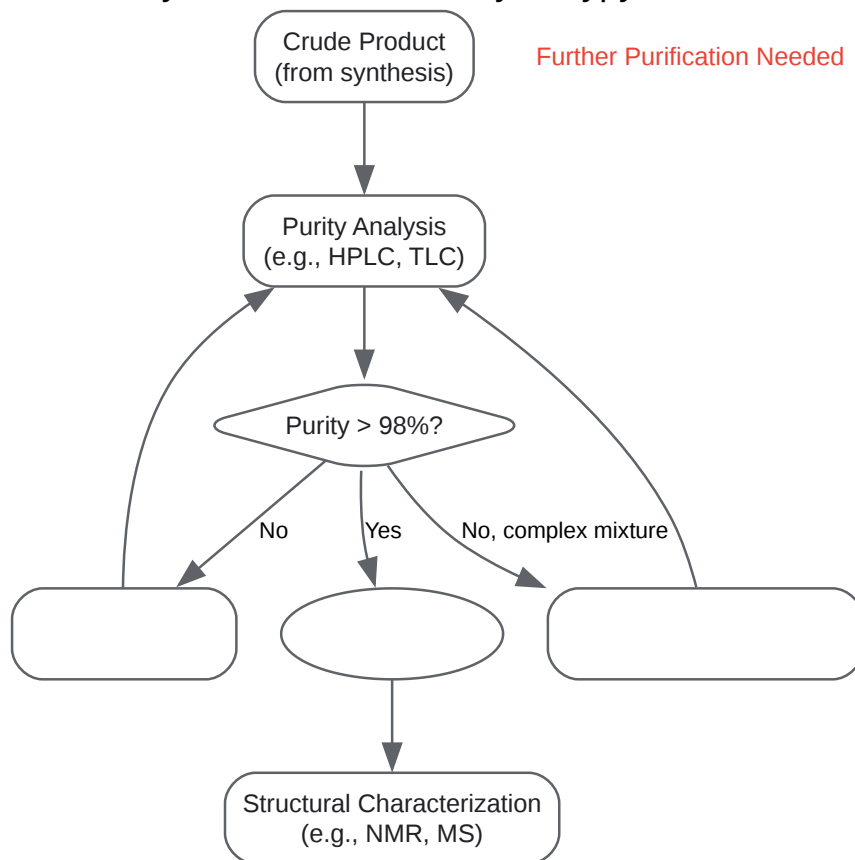 Crude Product
(from synthesis)
Further Purification Needed
Purity Analysis
(e.g., HPLC, TLC)
Purity > 98%?
No
Yes
No, complex mixture
Structural Characterization
(e.g., NMR, MS)